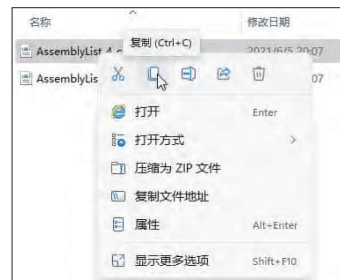 名称 修改日期
复制 (Ctrl+C)
AssemblyList_4 2021/6/5 20:07
AssemblyLis 07
打开 Enter
打开方式
压缩为 ZIP 文件
复制文件地址
属性 Alt+Enter
显示更多选项 Shift+F10